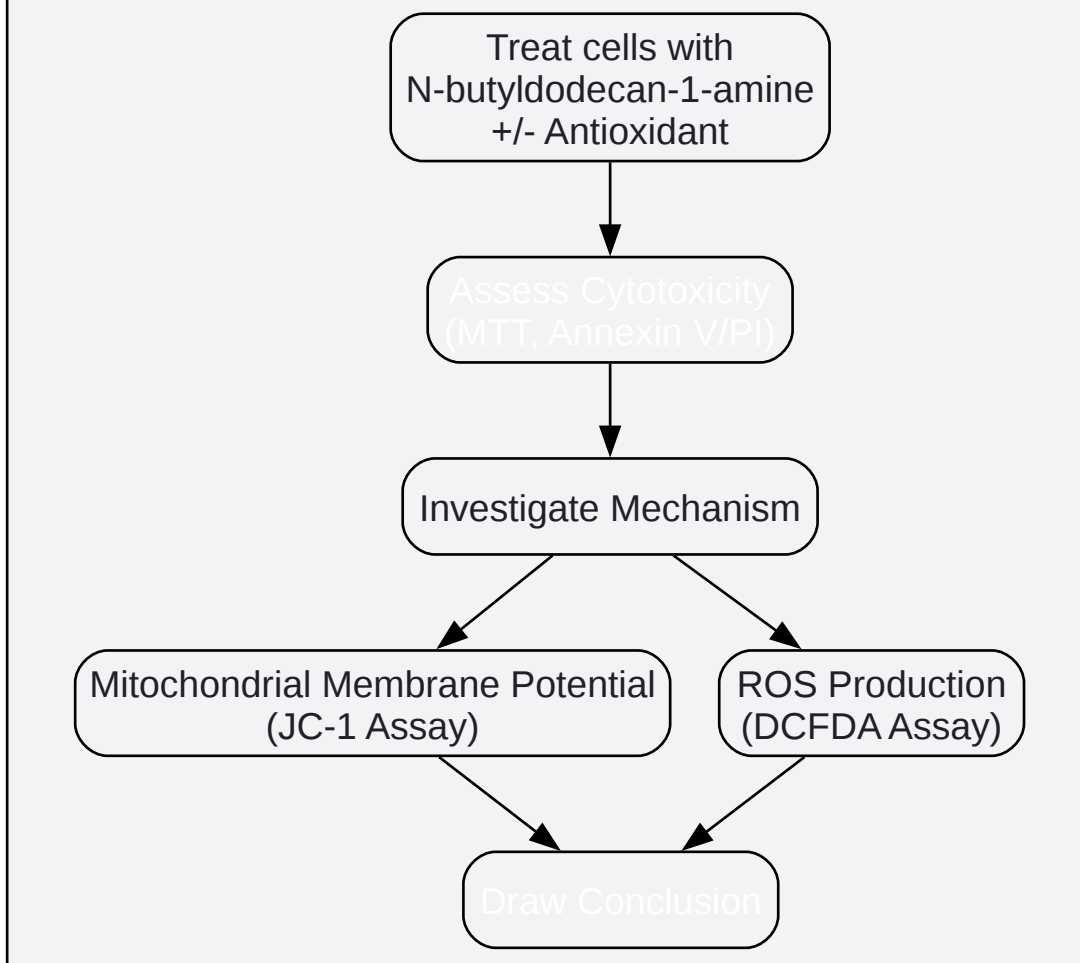 Treat cells with
N-butyldodecan-1-amine
+/- Antioxidant
Assess Cytotoxicity
(MTT, Annexin V/PI)
Investigate Mechanism
Mitochondrial Membrane Potential
(JC-1 Assay)
ROS Production
(DCFDA Assay)
Draw Conclusion